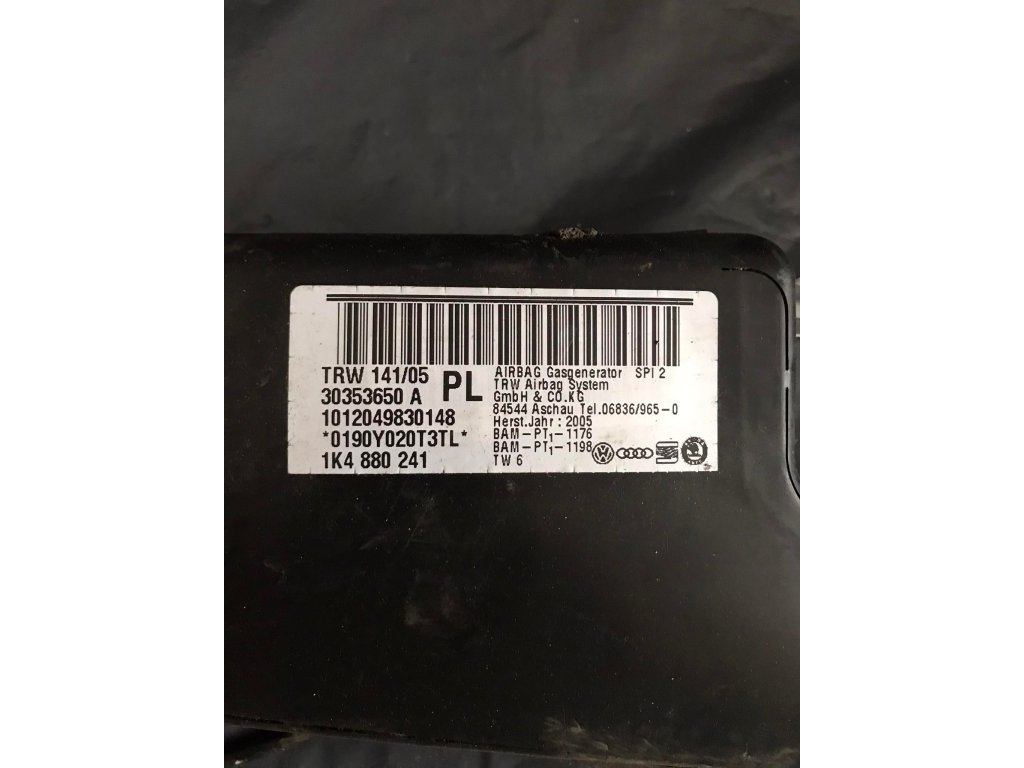 TRW 141/05
30353650 A
PL
1012049830148
*0190Y020T3TL*
1K4 880 241
AIRBAG Gasgenerator SPI 2
TRW Airbag System
GmbH & CO.KG
84544 Aschau Tel.06836/965-0
Herst.Jahr : 2005
BAM-PT1-1176
BAM-PT1-1198
TW 6